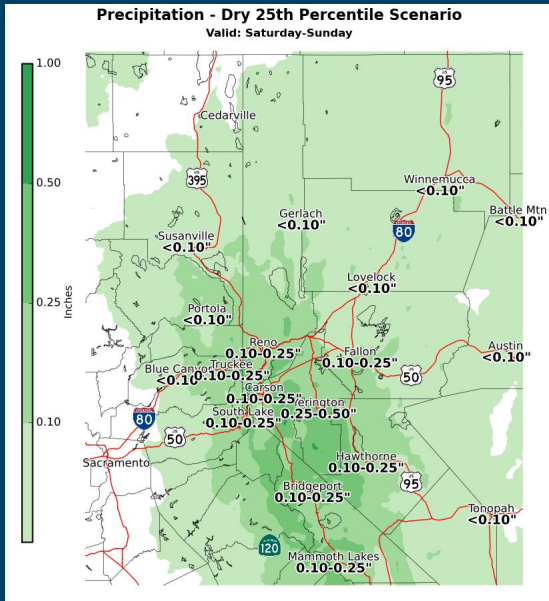 Precipitation - Dry 25th Percentile Scenario
Valid: Saturday-Sunday
1.00
0.50
0.25
0.10
Inches
US
95
Cedarville
US
395
Winnemucca
<0.10"
Battle Mtn
<0.10"
Gerlach
<0.10"
80
Susanville
<0.10"
Lovelock
<0.10"
Portola
<0.10"
Reno
0.10-0.25"
Fallon
0.10-0.25"
Austin
<0.10"
Truckee
0.10-0.25"
Blue Canyon
<0.10"
US
50
Carson
0.10-0.25"
Yerington
0.25-0.50"
80
South Lake
0.10-0.25"
US
50
Sacramento
Hawthorne
0.10-0.25"
US
95
Bridgeport
0.10-0.25"
Tonopah
<0.10"
120
Mammoth Lakes
0.10-0.25"